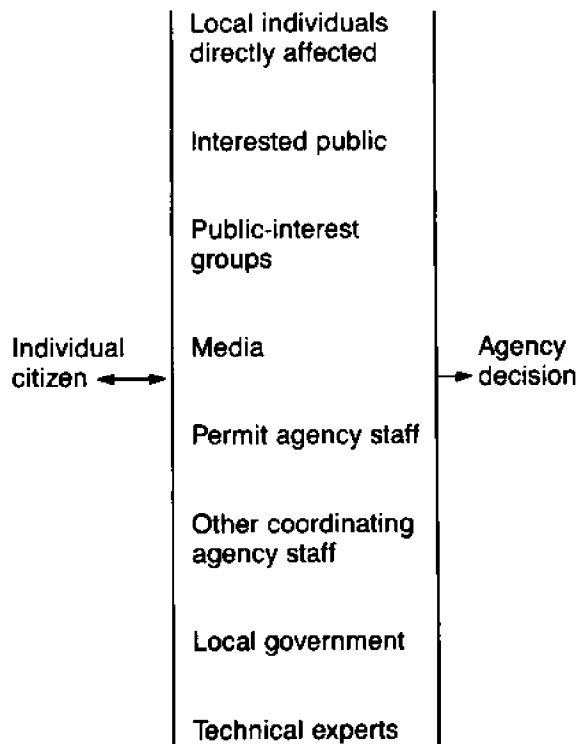 Local individuals
directly affected
Interested public
Public-interest
groups
Individual
citizen
Media
Agency
decision
Permit agency staff
Other coordinating
agency staff
Local government
Technical experts